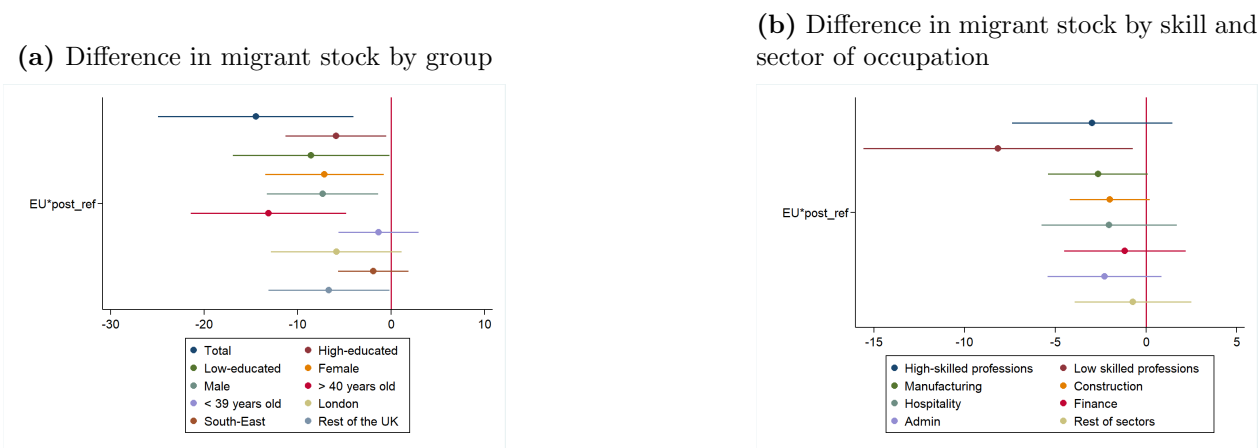 (a) Difference in migrant stock by group
EU*post_ref
-30 -20 -10 0 10
Total High-educated
Low-educated Female
Male > 40 years old
< 39 years old London
South-East Rest of the UK
(b) Difference in migrant stock by skill and
sector of occupation
EU*post_ref
-15 -10 -5 0 5
High-skilled professions Low skilled professions
Manufacturing Construction
Hospitality Finance
Admin Rest of sectors